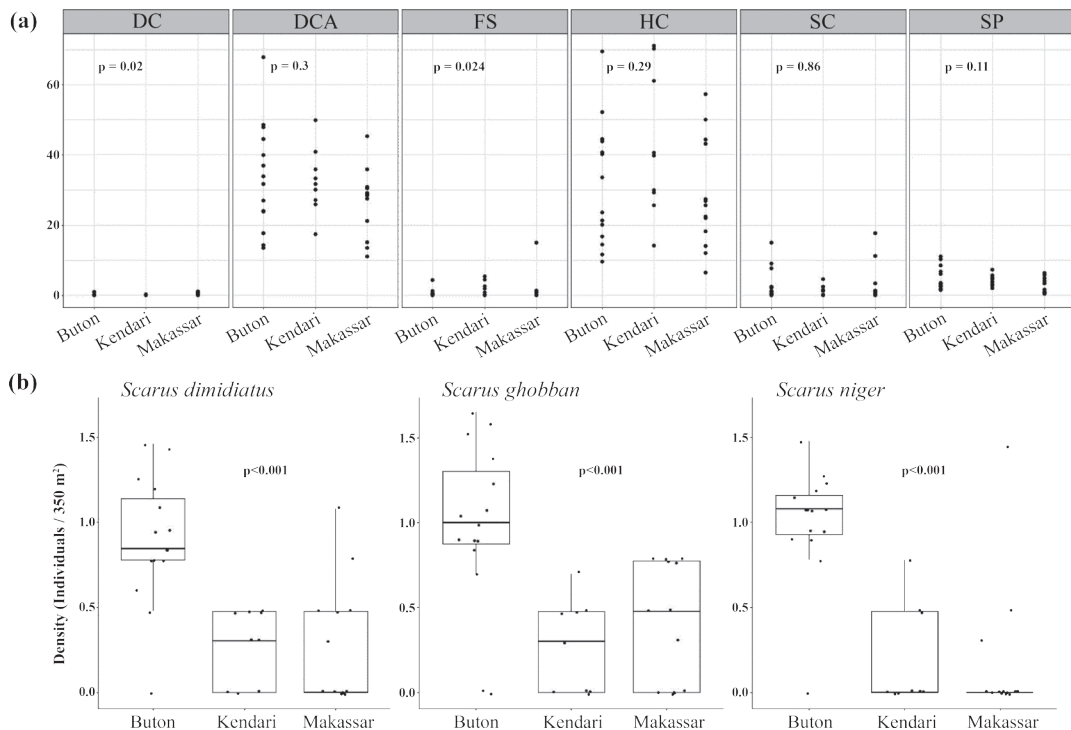 (a)
DC DCA FS HC SC SP
p = 0.02 p = 0.3 p = 0.024 p = 0.29 p = 0.86 p = 0.11
60
40
20
0
Buton Kendari Makassar Buton Kendari Makassar Buton Kendari Makassar Buton Kendari Makassar Buton Kendari Makassar Buton Kendari Makassar
(b)
Scarus dimidiatus Scarus ghobban Scarus niger
Density (Individuals / 350 m²)
1.5 1.5 1.5
p<0.001 p<0.001 p<0.001
1.0 1.0 1.0
0.5 0.5 0.5
0.0 0.0 0.0
Buton Kendari Makassar Buton Kendari Makassar Buton Kendari Makassar